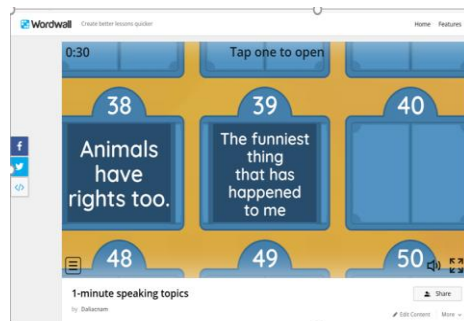 Wordwall Create better lessons quicker Home Features
0:30 Tap one to open
38 39 40
Animals
have
rights too.
The funniest
thing
that has
happened
to me
48 49 50
1-minute speaking topics
Share
by Daliacnam
Edit Content More